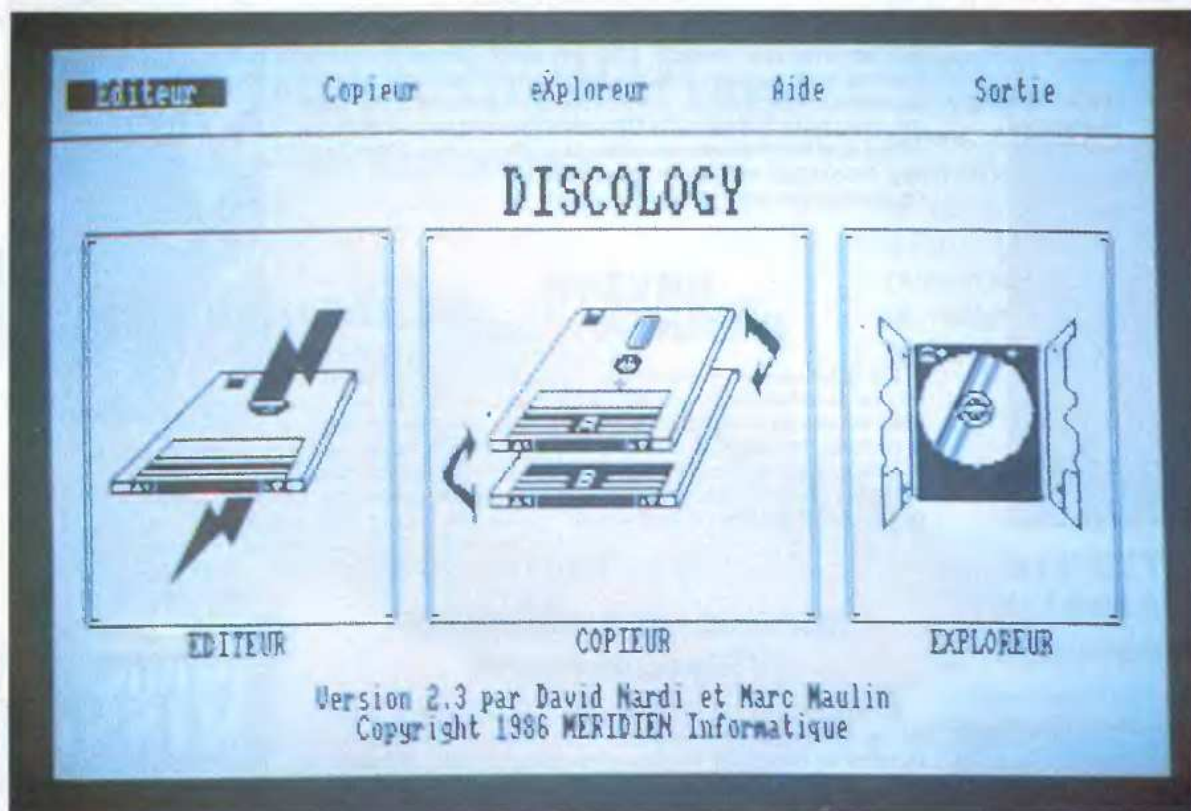 Editeur Copieur eXploreur Aide Sortie
DISCOLOGY
A
B
EDITEUR COPIEUR EXPLOREUR
Version 2.3 par David Nardi et Marc Maulin
Copyright 1986 MERIDIEN Informatique